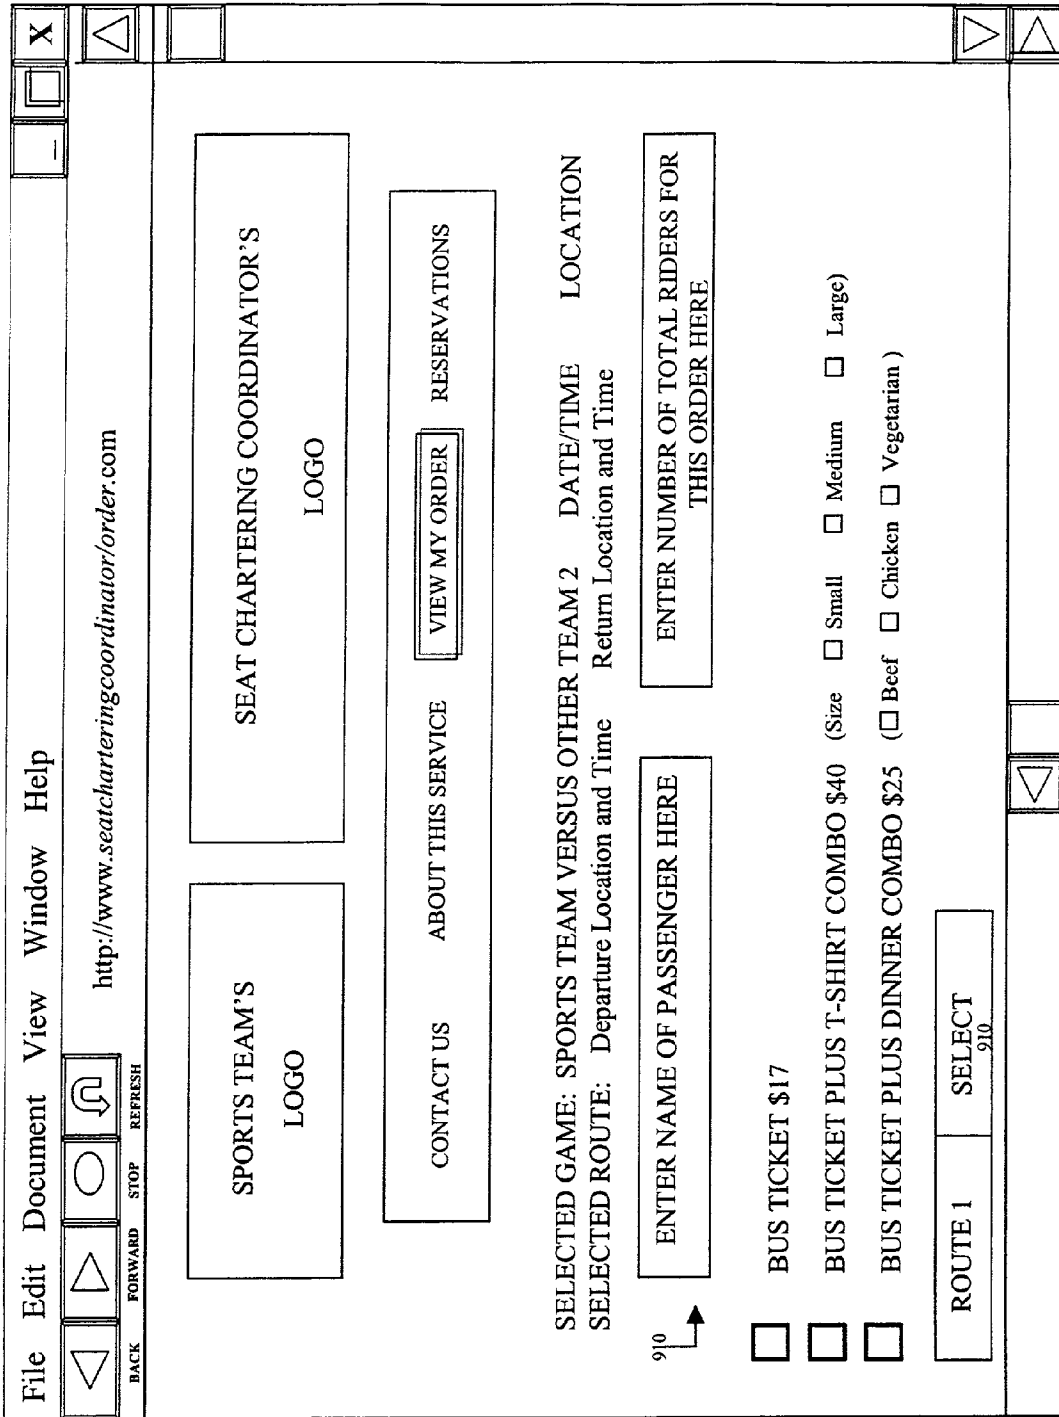 File Edit Document View Window Help
_ X
BACK FORWARD STOP REFRESH
http://www.seatcharteringcoordinator/order.com
SPORTS TEAM'S
LOGO
SEAT CHARTERING COORDINATOR'S
LOGO
CONTACT US ABOUT THIS SERVICE VIEW MY ORDER RESERVATIONS
SELECTED GAME: SPORTS TEAM VERSUS OTHER TEAM 2 DATE/TIME LOCATION
SELECTED ROUTE: Departure Location and Time Return Location and Time
910
ENTER NAME OF PASSENGER HERE
ENTER NUMBER OF TOTAL RIDERS FOR
THIS ORDER HERE
BUS TICKET $17
BUS TICKET PLUS T-SHIRT COMBO $40 (Size ☐ Small ☐ Medium ☐ Large)
BUS TICKET PLUS DINNER COMBO $25 (☐ Beef ☐ Chicken ☐ Vegetarian )
ROUTE 1 SELECT
910